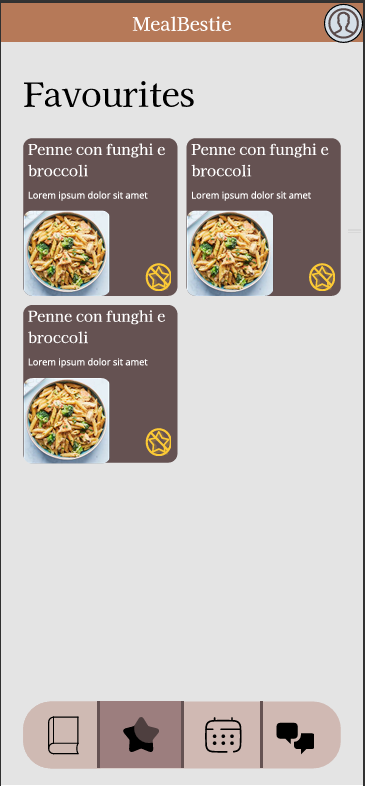 MealBestie
Favourites
Penne con funghi e
broccoli
Lorem ipsum dolor sit amet
Penne con funghi e
broccoli
Lorem ipsum dolor sit amet
Penne con funghi e
broccoli
Lorem ipsum dolor sit amet